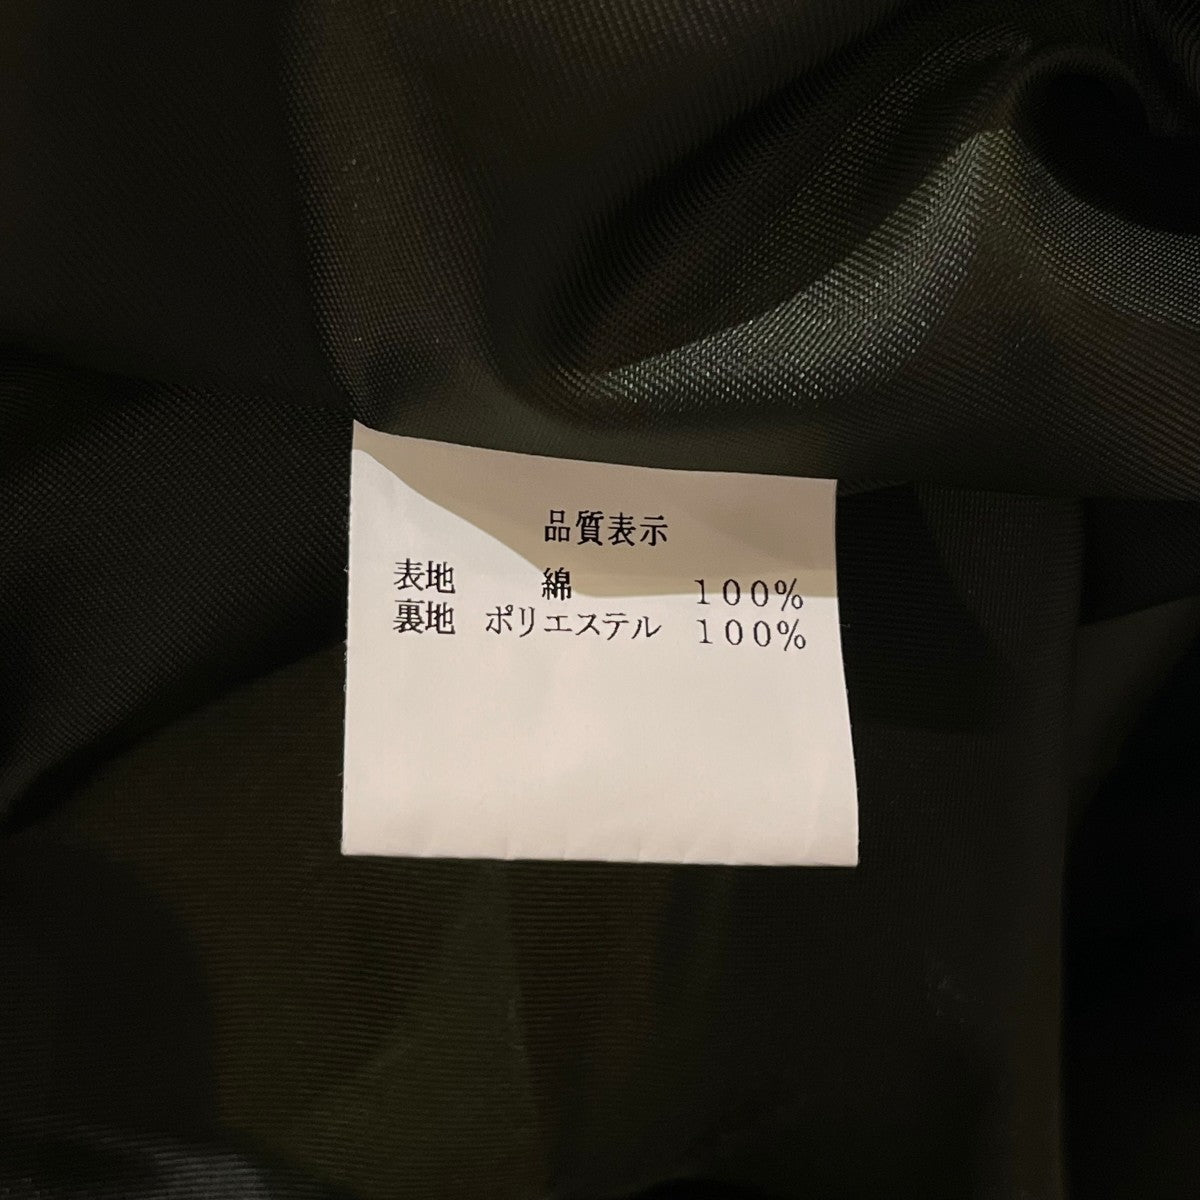 品質表示
表地 綿 100%
裏地 ポリエステル 100%